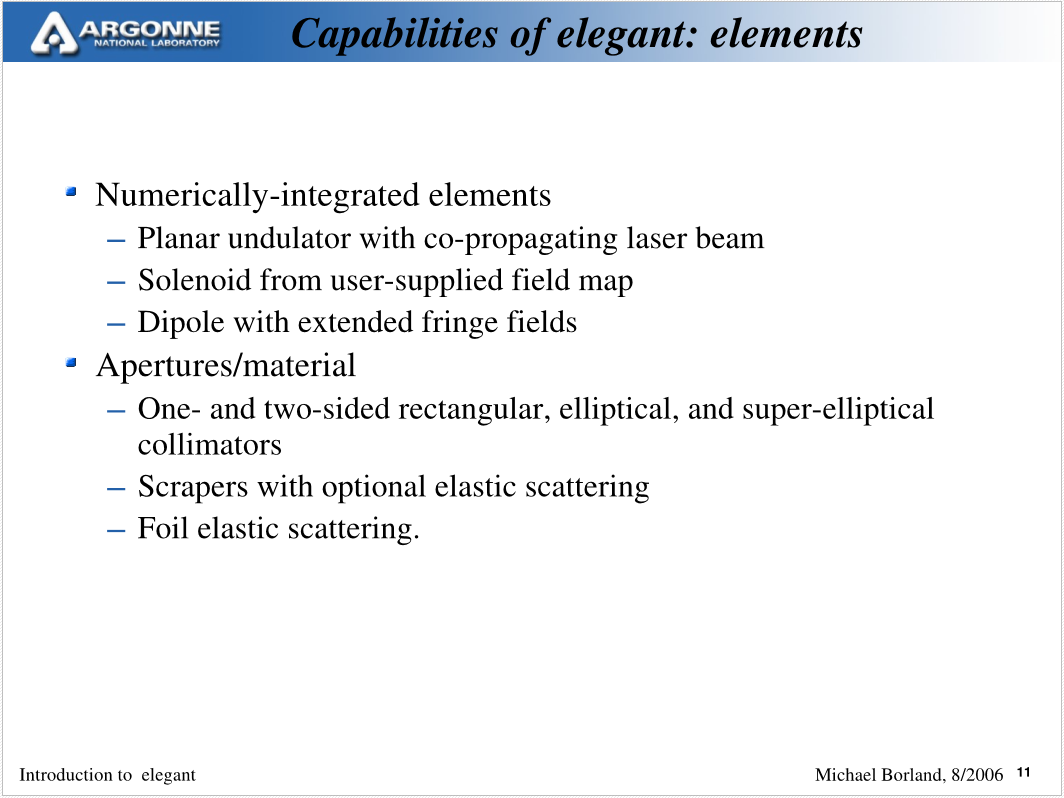 ARGONNE
NATIONAL LABORATORY
Capabilities of elegant: elements
Numerically-integrated elements
– Planar undulator with co-propagating laser beam
– Solenoid from user-supplied field map
– Dipole with extended fringe fields
Apertures/material
– One- and two-sided rectangular, elliptical, and super-elliptical
collimators
– Scrapers with optional elastic scattering
– Foil elastic scattering.
Introduction to elegant
Michael Borland, 8/2006 11